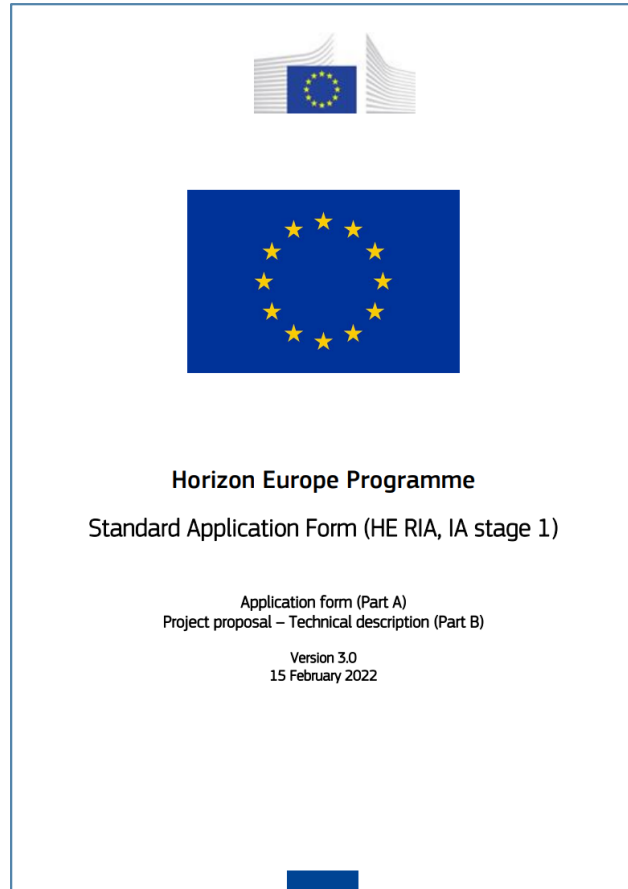 Horizon Europe Programme
Standard Application Form (HE RIA, IA stage 1)
Application form (Part A)
Project proposal – Technical description (Part B)
Version 3.0
15 February 2022